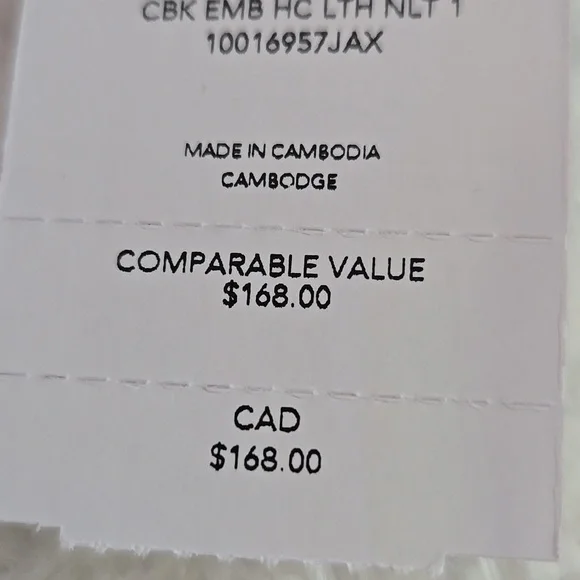 CBK EMB HC LTH NLT 1
10016957JAX
MADE IN CAMBODIA
CAMBODGE
COMPARABLE VALUE
$168.00
CAD
$168.00